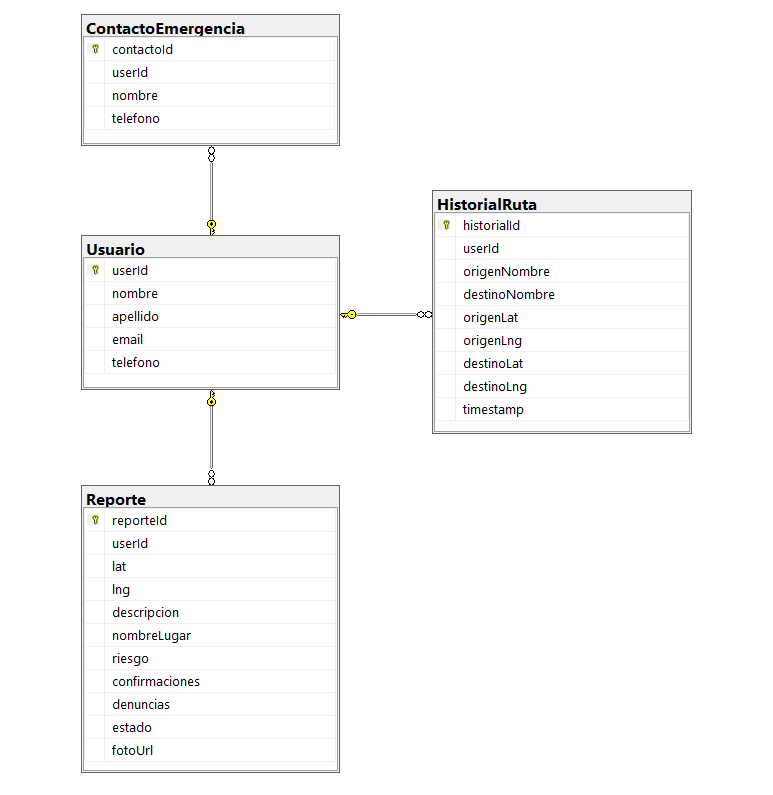 ContactoEmergencia
contactoId
userId
nombre
telefono
Usuario
userId
nombre
apellido
email
telefono
HistorialRuta
historialId
userId
origenNombre
destinoNombre
origenLat
origenLng
destinoLat
destinoLng
timestamp
Reporte
reporteId
userId
lat
lng
descripcion
nombreLugar
riesgo
confirmaciones
denuncias
estado
fotoUrl